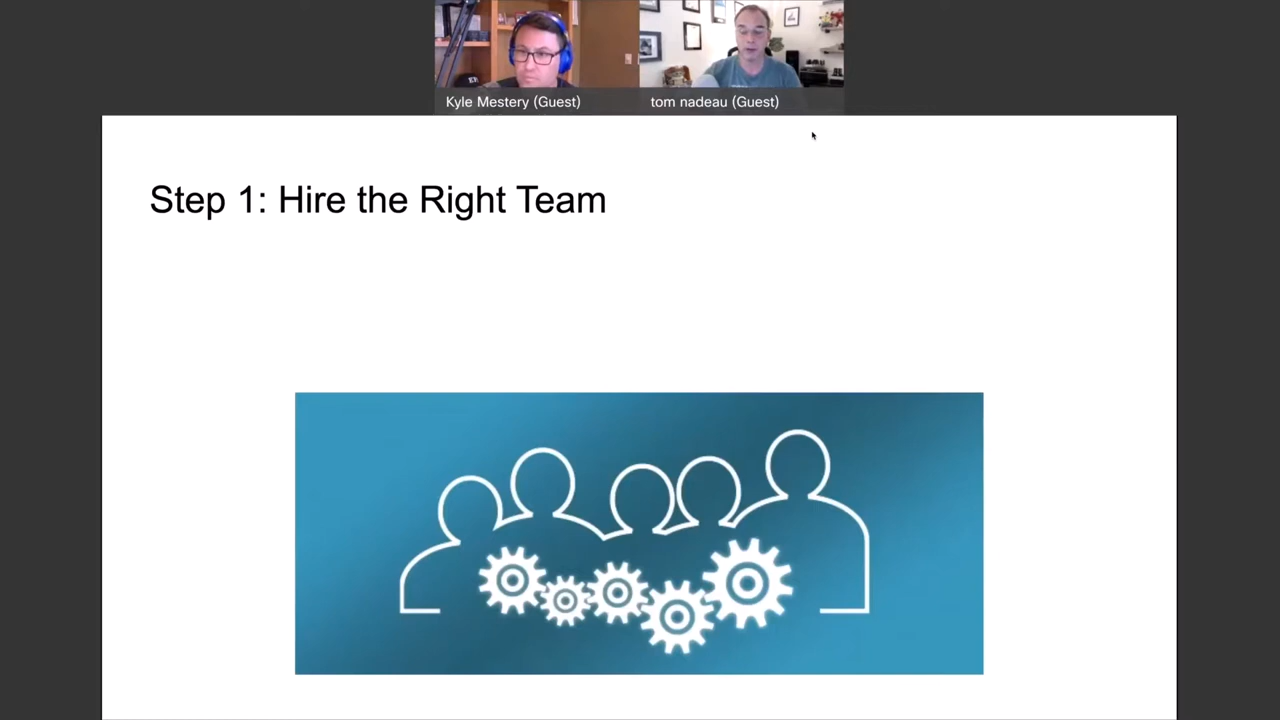 Kyle Mestery (Guest)
tom nadeau (Guest)
Step 1: Hire the Right Team